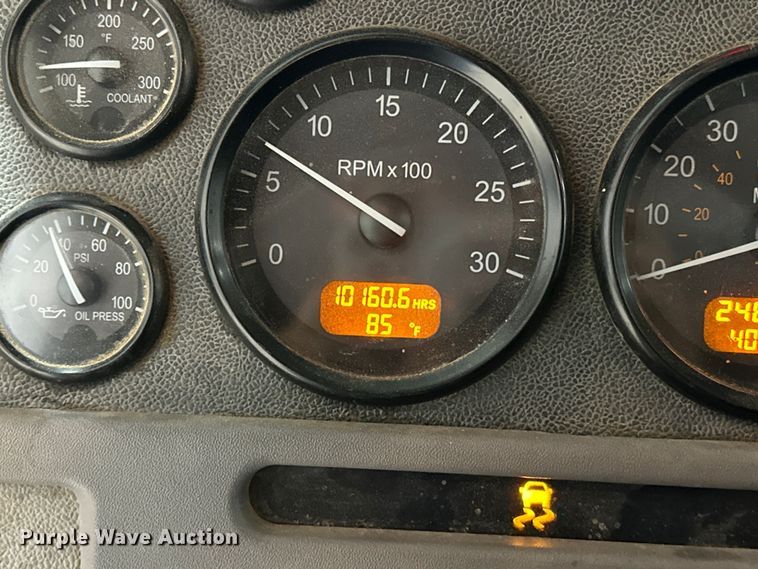 200
150 °F 250
100 300
COOLANT
40 60
20 PSI 80
0 100
OIL PRESS
15
10 20
RPM x 100
5 25
0 30
10160.6 HRS
85 °F
30
20 40
10 20
0
40
Purple Wave Auction